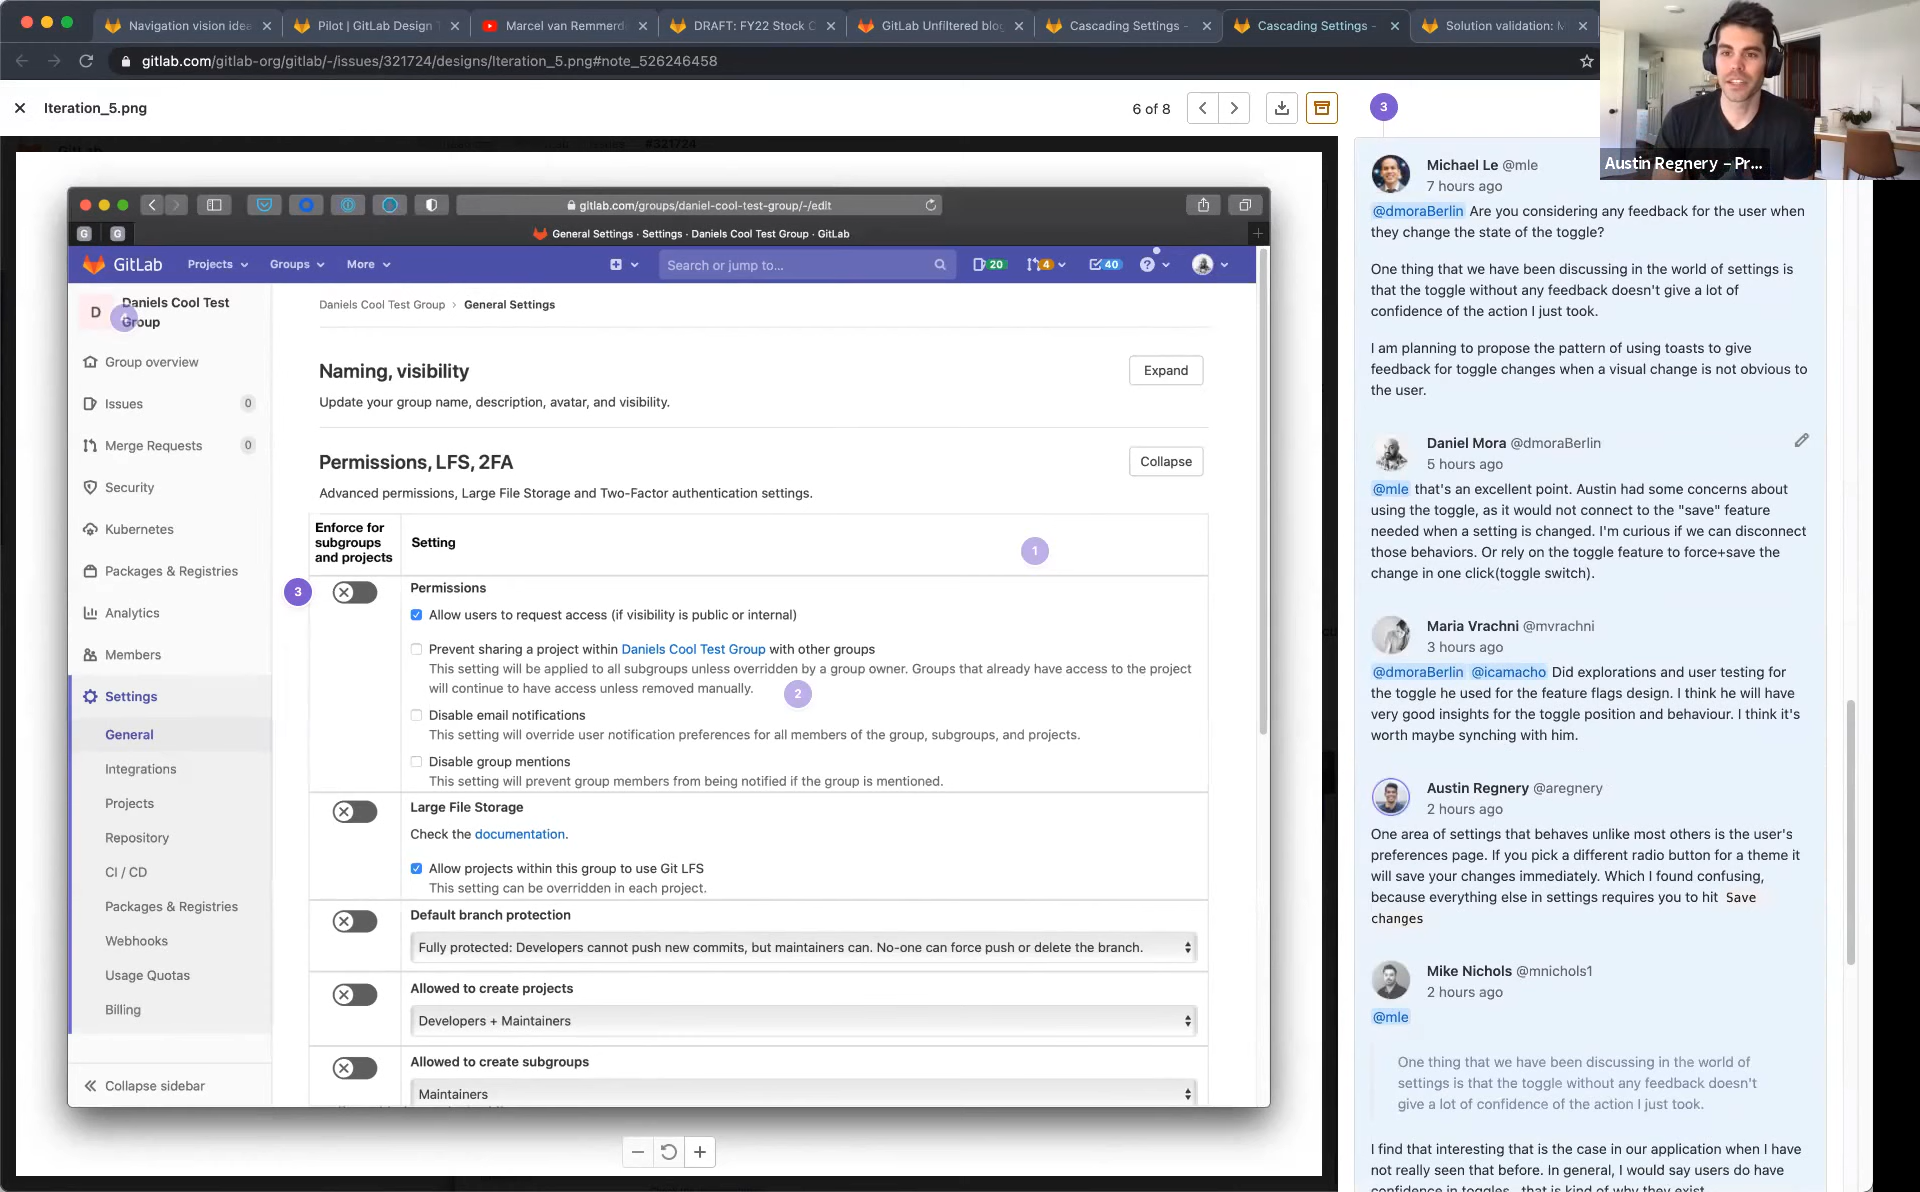 Navigation vision idea
Pilot | GitLab Design T
Marcel van Remmerd
DRAFT: FY22 Stock C
GitLab Unfiltered blog
Cascading Settings -
Cascading Settings -
Solution validation: M
gitlab.com/gitlab-org/gitlab/-/issues/321724/designs/Iteration_5.png#note_526246458
Iteration_5.png
6 of 8
3
Austin Regnery – Pr...
gitlab.com/groups/daniel-cool-test-group/-/edit
G
G
General Settings · Settings · Daniels Cool Test Group · GitLab
GitLab
Projects
Groups
More
Search or jump to...
20
4
40
D
Daniels Cool Test
Group
Group overview
Issues
0
Merge Requests
0
Security
Kubernetes
Packages & Registries
Analytics
Members
Settings
General
Integrations
Projects
Repository
CI / CD
Packages & Registries
Webhooks
Usage Quotas
Billing
Collapse sidebar
Daniels Cool Test Group › General Settings
Naming, visibility
Expand
Update your group name, description, avatar, and visibility.
Permissions, LFS, 2FA
Collapse
Advanced permissions, Large File Storage and Two-Factor authentication settings.
Enforce for
subgroups
and projects
Setting
1
3
Permissions
Allow users to request access (if visibility is public or internal)
Prevent sharing a project within Daniels Cool Test Group with other groups
This setting will be applied to all subgroups unless overridden by a group owner. Groups that already have access to the project
will continue to have access unless removed manually.
2
Disable email notifications
This setting will override user notification preferences for all members of the group, subgroups, and projects.
Disable group mentions
This setting will prevent group members from being notified if the group is mentioned.
Large File Storage
Check the documentation.
Allow projects within this group to use Git LFS
This setting can be overridden in each project.
Default branch protection
Fully protected: Developers cannot push new commits, but maintainers can. No-one can force push or delete the branch.
Allowed to create projects
Developers + Maintainers
Allowed to create subgroups
Maintainers
Michael Le @mle
7 hours ago
@dmoraBerlin Are you considering any feedback for the user when
they change the state of the toggle?
One thing that we have been discussing in the world of settings is
that the toggle without any feedback doesn't give a lot of
confidence of the action I just took.
I am planning to propose the pattern of using toasts to give
feedback for toggle changes when a visual change is not obvious to
the user.
Daniel Mora @dmoraBerlin
5 hours ago
@mle that's an excellent point. Austin had some concerns about
using the toggle, as it would not connect to the "save" feature
needed when a setting is changed. I'm curious if we can disconnect
those behaviors. Or rely on the toggle feature to force+save the
change in one click(toggle switch).
Maria Vrachni @mvrachni
3 hours ago
@dmoraBerlin @icamacho Did explorations and user testing for
the toggle he used for the feature flags design. I think he will have
very good insights for the toggle position and behaviour. I think it's
worth maybe synching with him.
Austin Regnery @aregnery
2 hours ago
One area of settings that behaves unlike most others is the user's
preferences page. If you pick a different radio button for a theme it
will save your changes immediately. Which I found confusing,
because everything else in settings requires you to hit Save
changes
Mike Nichols @mnichols1
2 hours ago
@mle
One thing that we have been discussing in the world of
settings is that the toggle without any feedback doesn't
give a lot of confidence of the action I just took.
I find that interesting that is the case in our application when I have
not really seen that before. In general, I would say users do have
confidence in toggles.. that is kind of why they exist